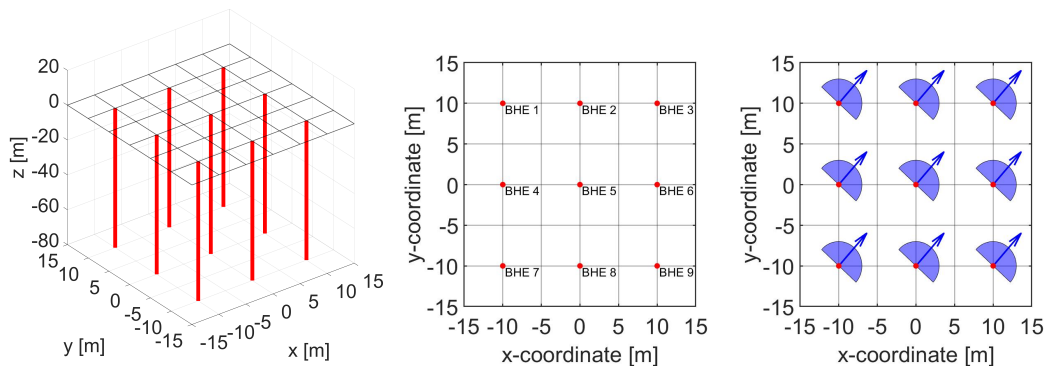 20
0
-20
-40
-60
-80
z [m]
15
10
5
0
-5
-10
-15
y [m]
-15
-10
-5
0
5
10
15
x [m]
15
10
5
0
-5
-10
-15
y-coordinate [m]
BHE 1
BHE 2
BHE 3
BHE 4
BHE 5
BHE 6
BHE 7
BHE 8
BHE 9
-15 -10 -5 0 5 10 15
x-coordinate [m]
15
10
5
0
-5
-10
-15
y-coordinate [m]
-15 -10 -5 0 5 10 15
x-coordinate [m]